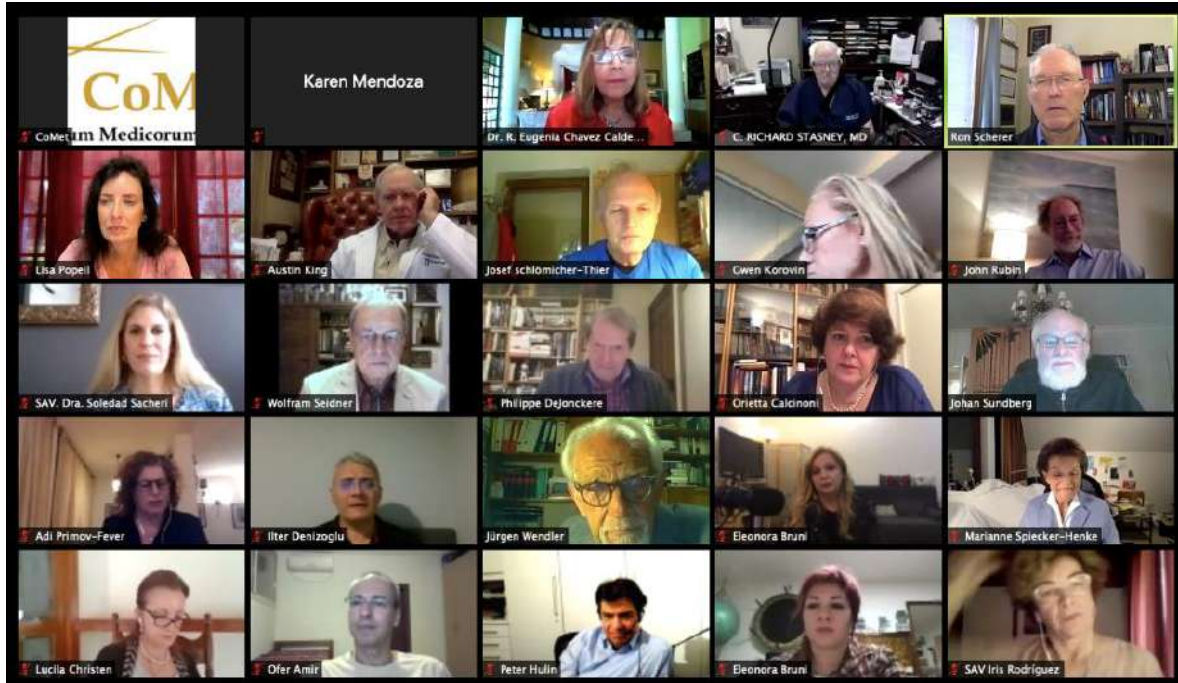 CoM
um Medicorum
CoMet
Karen Mendoza
Dr. R. Eugenia Chavez Calde...
C. RICHARD STASNEY, MD
Ron Scherer
Lisa Popeil
Austin King
Josef schlömicher-Thier
Gwen Korovin
John Rubin
SAV. Dra. Soledad Sacheri
Wolfram Seidner
Philippe DeJonckere
Orietta Calcinoni
Johan Sundberg
Adi Primov-Fever
Ilter Denizoglu
Jürgen Wendler
Eleonora Bruni
Marianne Spiecker-Henke
Lucila Christen
Ofer Amir
Peter Hulin
Eleonora Bruni
SAV Iris Rodríguez